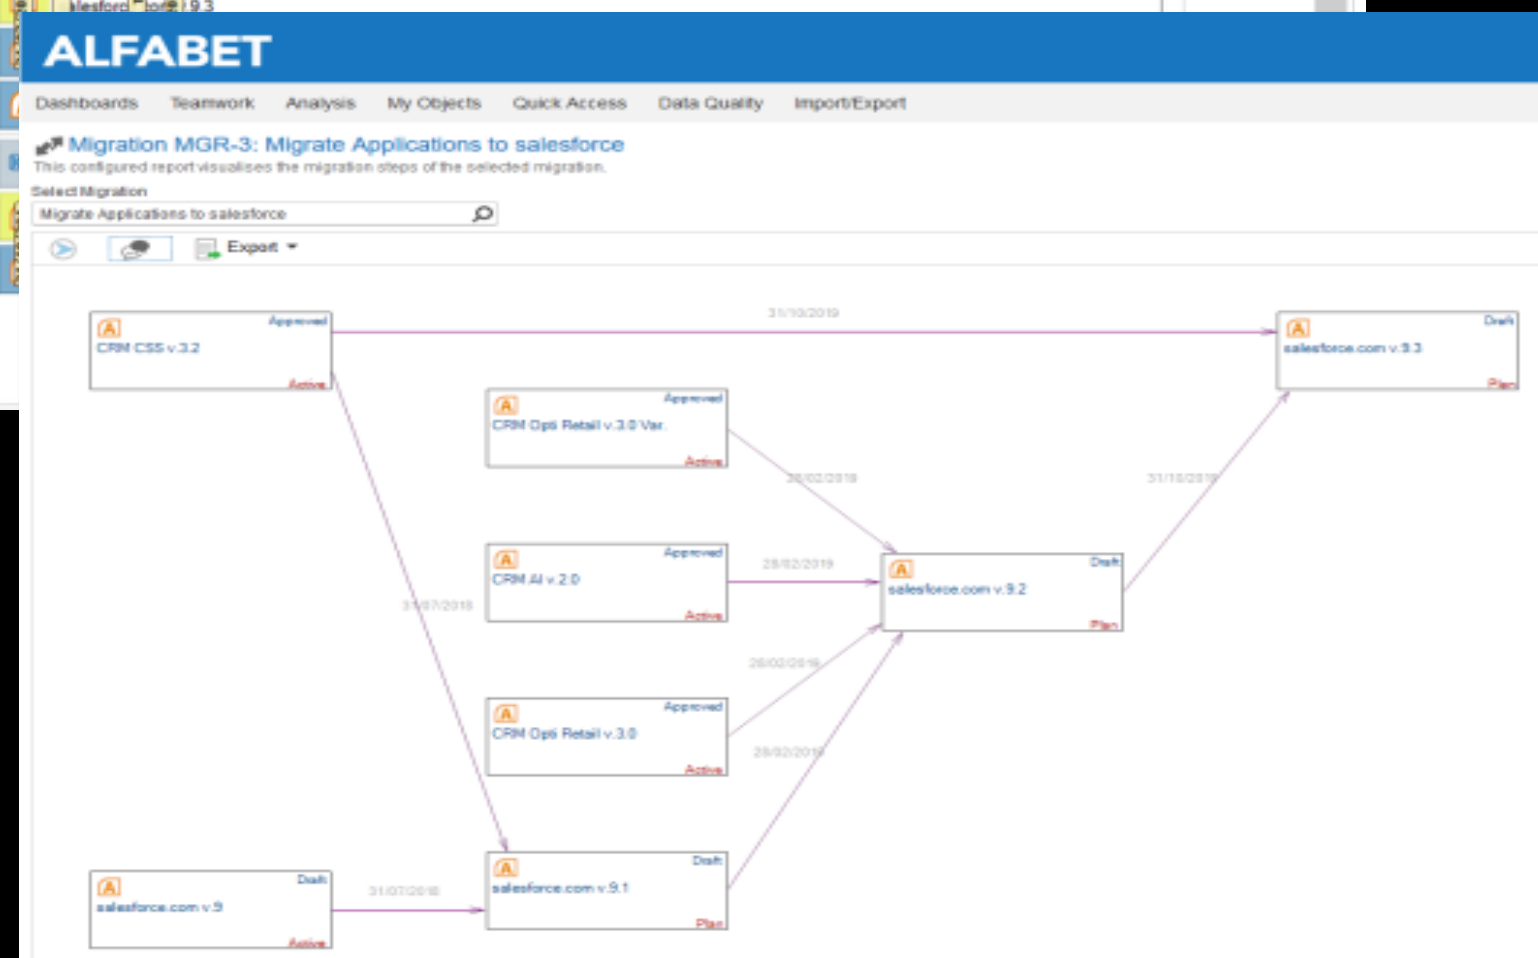 ALFABET
Dashboards Teamwork Analysis My Objects Quick Access Data Quality Import/Export
Migration MGR-3: Migrate Applications to salesforce
This configured report visualises the migration steps of the selected migration.
Select Migration
Migrate Applications to salesforce
Export
31/10/2019
Approved
CRM CSS v.3.2
Active
Draft
salesforce.com v.9.3
Plan
Approved
CRM Opti Retail v.3.0 Var.
Active
28/02/2019
31/10/2019
Approved
CRM AI v.2.0
Active
28/02/2019
Draft
salesforce.com v.9.2
Plan
31/07/2018
28/02/2019
Approved
CRM Opti Retail v.3.0
Active
28/02/2019
Draft
salesforce.com v.9.1
Plan
Draft
salesforce.com v.9
Active
31/07/2018